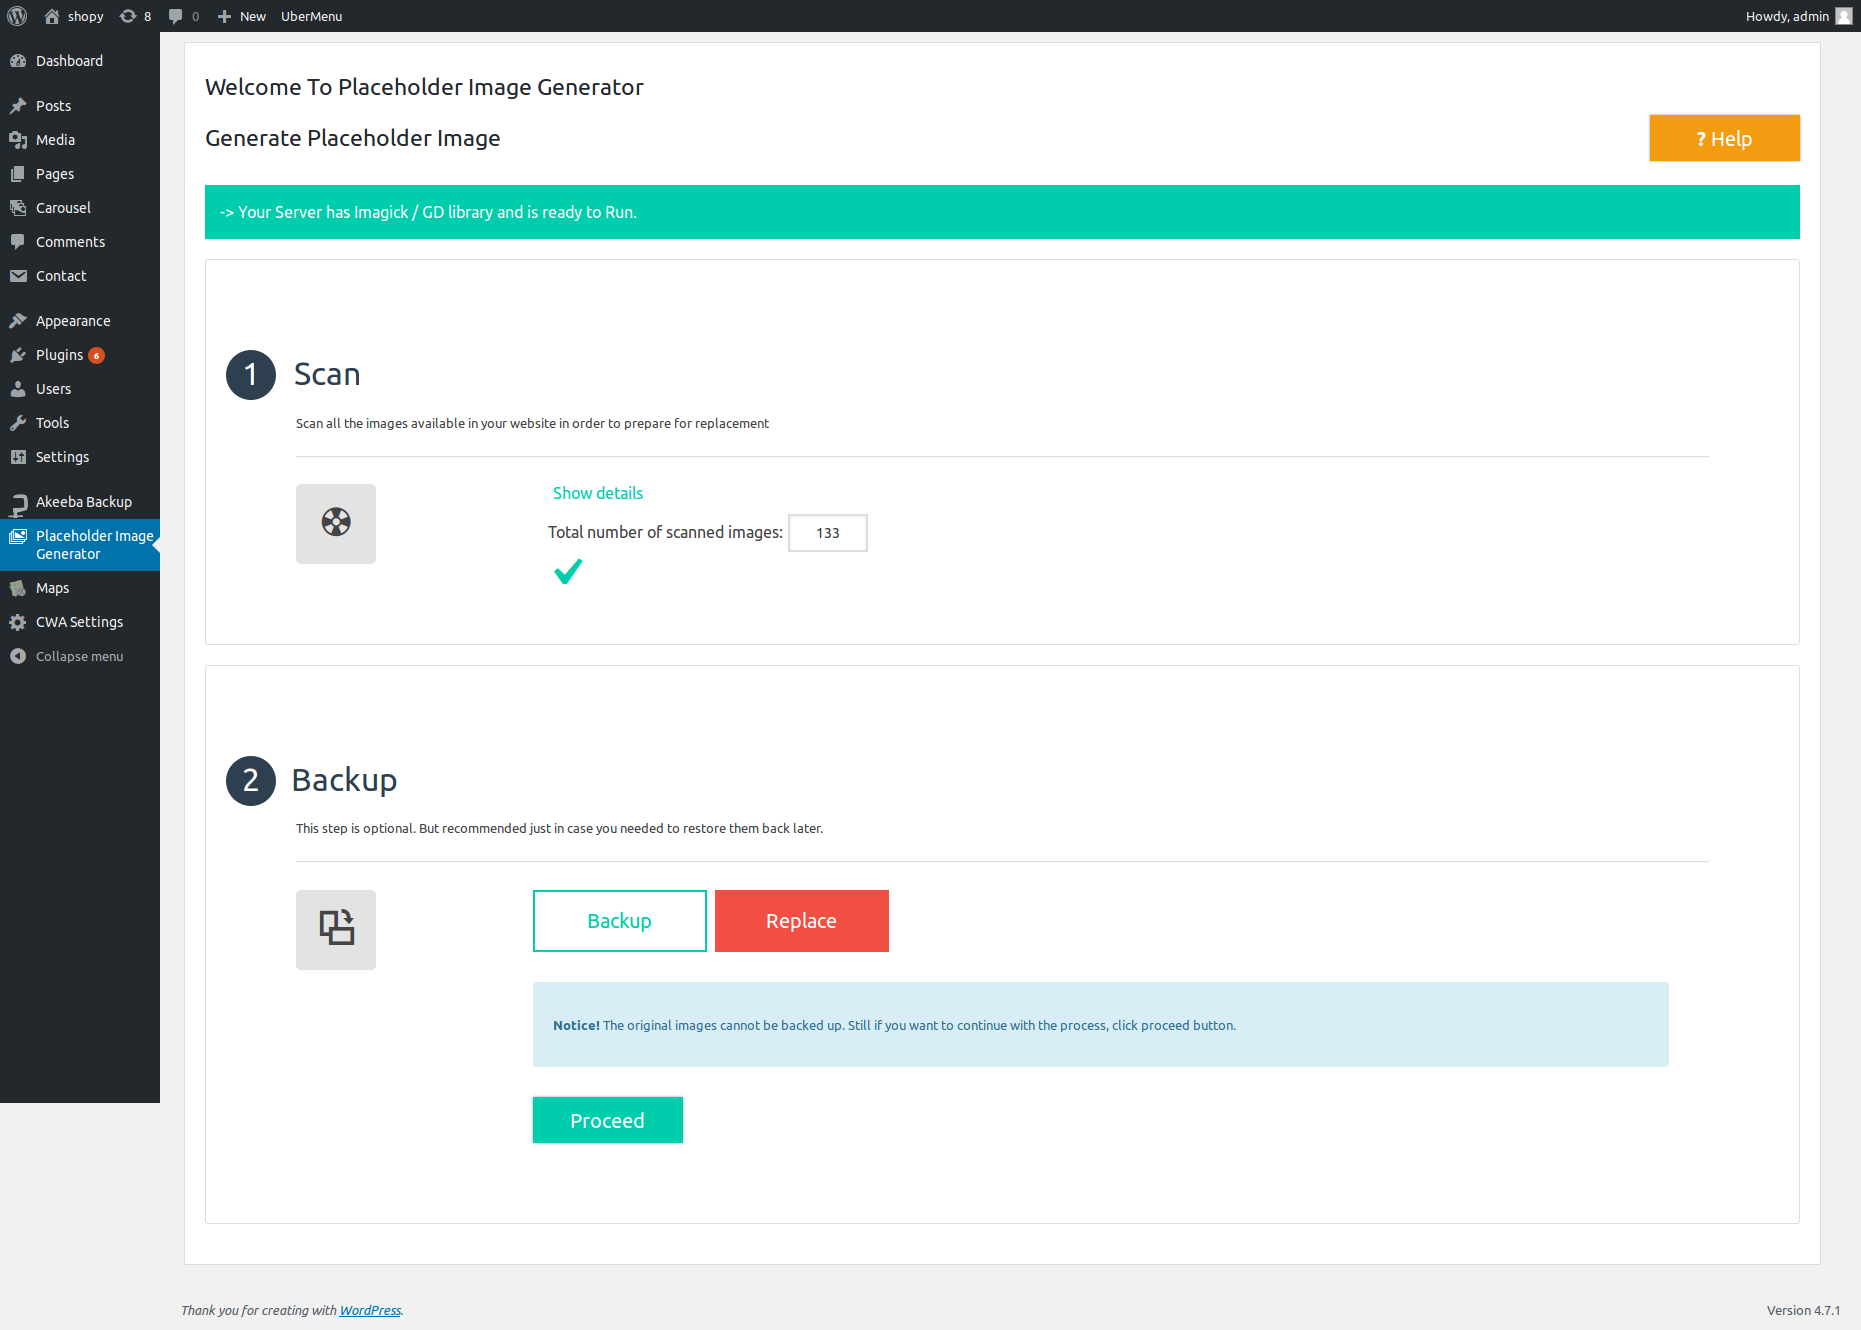 shopy
8
0
New
UberMenu
Howdy, admin
Dashboard
Posts
Media
Pages
Carousel
Comments
Contact
Appearance
Plugins 6
Users
Tools
Settings
Akeeba Backup
Placeholder Image
Generator
Maps
CWA Settings
Collapse menu
Welcome To Placeholder Image Generator
Generate Placeholder Image
? Help
-> Your Server has Imagick / GD library and is ready to Run.
1 Scan
Scan all the images available in your website in order to prepare for replacement
Show details
Total number of scanned images: 133
2 Backup
This step is optional. But recommended just in case you needed to restore them back later.
Backup
Replace
Notice! The original images cannot be backed up. Still if you want to continue with the process, click proceed button.
Proceed
Thank you for creating with WordPress.
Version 4.7.1